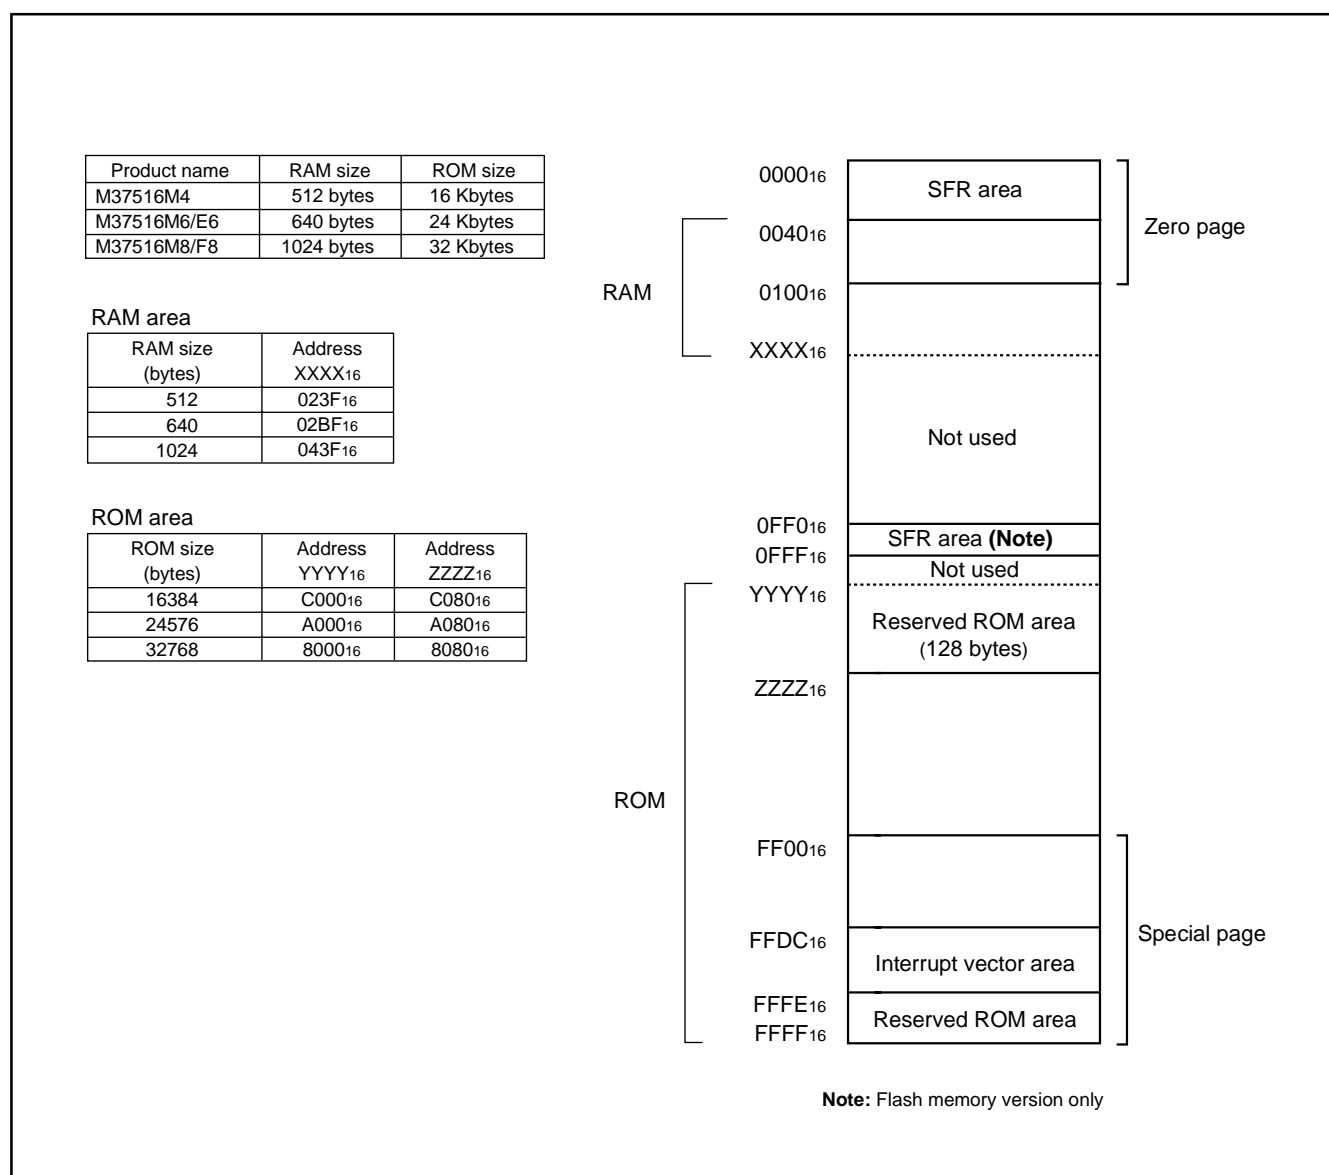 Product name RAM size ROM size
M37516M4 512 bytes 16 Kbytes
M37516M6/E6 640 bytes 24 Kbytes
M37516M8/F8 1024 bytes 32 Kbytes
RAM area
RAM size Address
(bytes) XXXX16
512 023F16
640 02BF16
1024 043F16
ROM area
ROM size Address Address
(bytes) YYYY16 ZZZZ16
16384 C00016 C08016
24576 A00016 A08016
32768 800016 808016
RAM
ROM
000016
004016
010016
XXXX16
0FF016
0FFF16
YYYY16
ZZZZ16
FF0016
FFDC16
FFFE16
FFFF16
SFR area
Not used
SFR area (Note)
Not used
Reserved ROM area
(128 bytes)
Interrupt vector area
Reserved ROM area
Zero page
Special page
Note: Flash memory version only